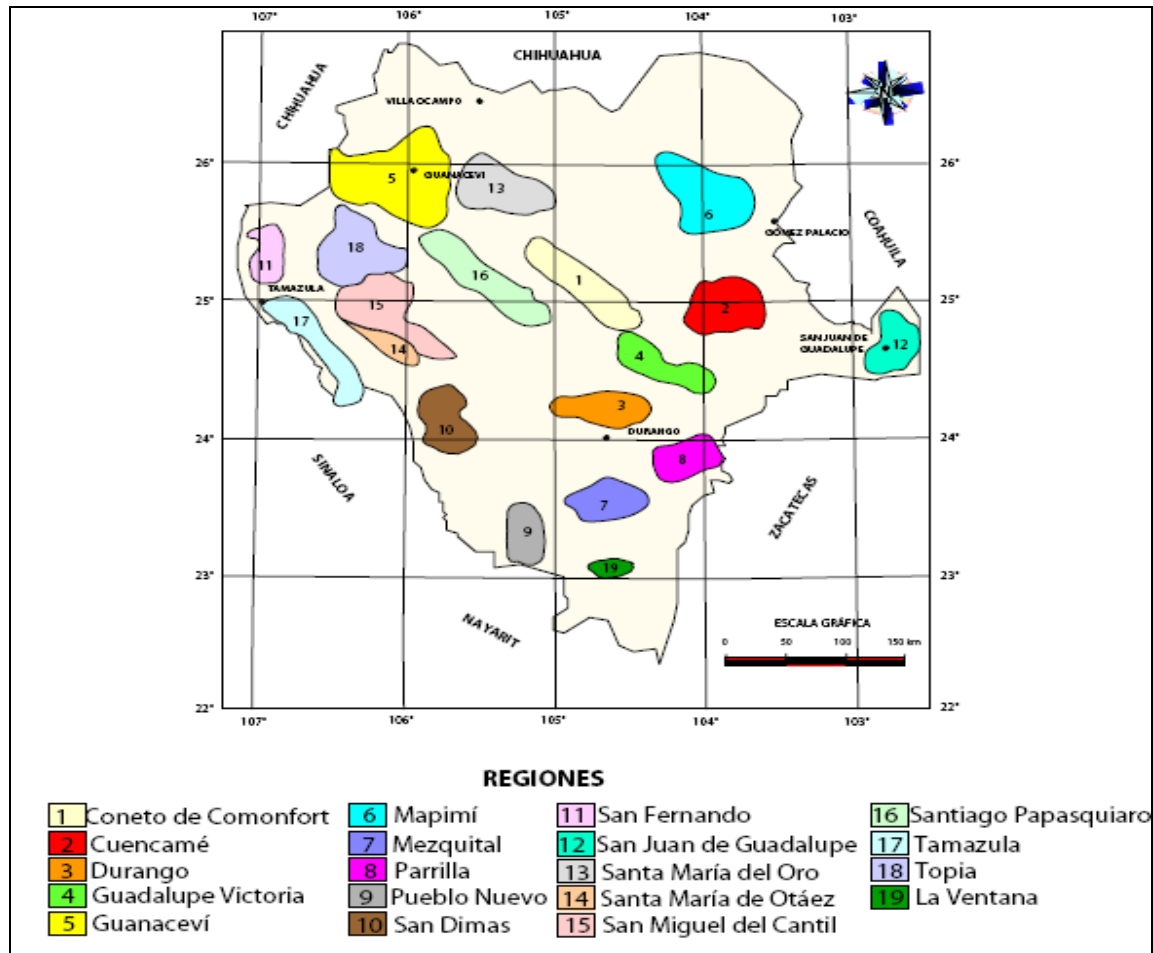 107° 106° 105° 104° 103°
CHIHUAHUA
CHIHUAHUA
N
VILLA OCAMPO
26° 26°
5 GUANACEVI
13
6
GÓMEZ PALACIO
COAHUILA
11
18
16
1
TAMAZULA
25° 25°
15
2
17
SAN JUAN DE
GUADALUPE
12
14
4
3
10
DURANGO
24° 24°
8
SINALOA
ZACATECAS
7
9
19
23° 23°
NAYARIT
ESCALA GRÁFICA
0 50 100 150 km
22° 22°
107° 106° 105° 104° 103°
REGIONES
1 Coneto de Comonfort
2 Cuencamé
3 Durango
4 Guadalupe Victoria
5 Guanaceví
6 Mapimí
7 Mezquital
8 Parrilla
9 Pueblo Nuevo
10 San Dimas
11 San Fernando
12 San Juan de Guadalupe
13 Santa María del Oro
14 Santa María de Otáez
15 San Miguel del Cantil
16 Santiago Papasquiaro
17 Tamazula
18 Topia
19 La Ventana